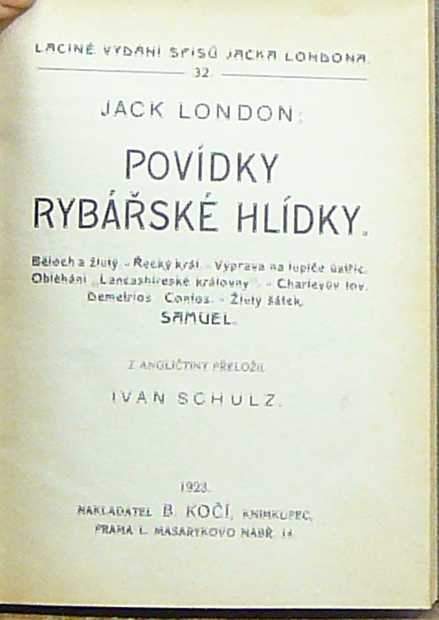 LACINÉ VYDÁNÍ SPISŮ JACKA LONDONA.
32.
JACK LONDON:
POVÍDKY
RYBÁŘSKÉ HLÍDKY.
Běloch a žlutý. - Řecký král. - Výprava na lupiče ústřic.
Obléhání „Lancashireské královny". - Charleyův lov.
Demetrios Contos. - Žlutý šátek.
SAMUEL.
Z ANGLIČTINY PŘELOŽIL
IVAN SCHULZ.
1923.
NAKLADATEL B. KOČÍ, KNIHKUPEC,
PRAHA I. MASARYKOVO NÁBŘ. 14.